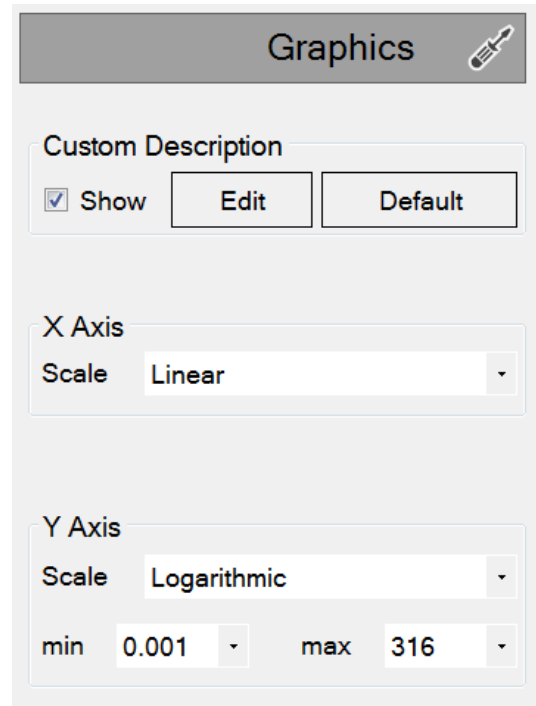 Graphics
Custom Description
Show Edit Default
X Axis
Scale Linear
Y Axis
Scale Logarithmic
min 0.001 max 316